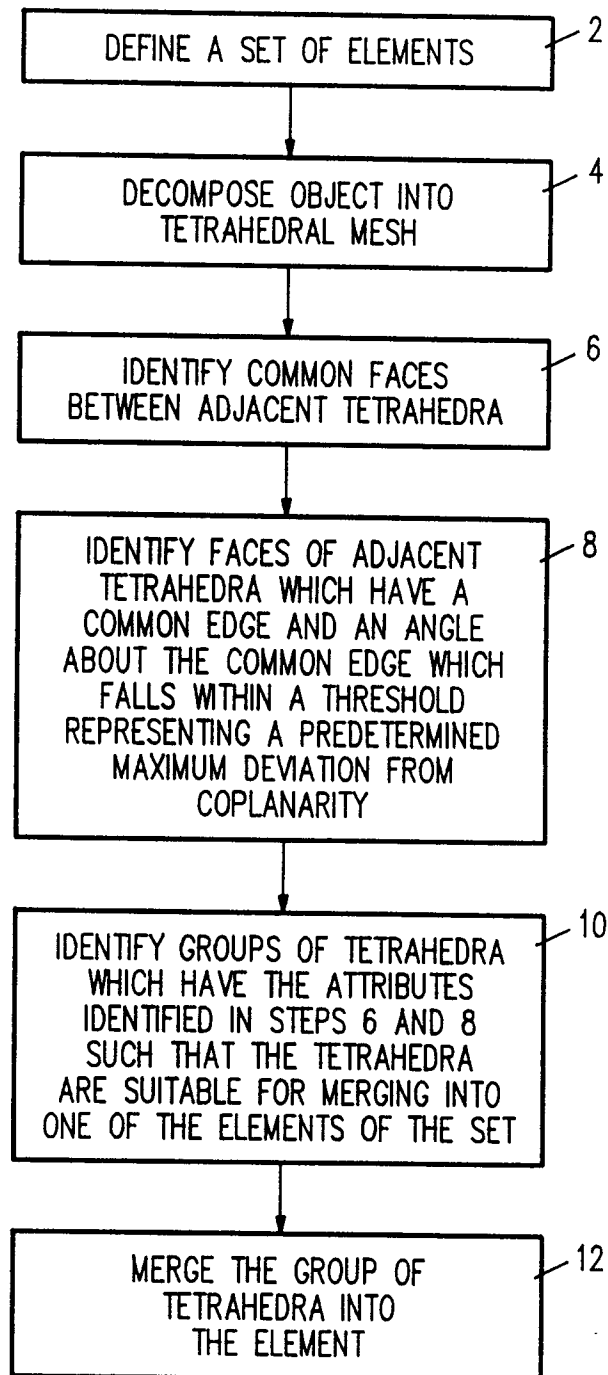 DEFINE A SET OF ELEMENTS
2
DECOMPOSE OBJECT INTO
TETRAHEDRAL MESH
4
IDENTIFY COMMON FACES
BETWEEN ADJACENT TETRAHEDRA
6
IDENTIFY FACES OF ADJACENT
TETRAHEDRA WHICH HAVE A
COMMON EDGE AND AN ANGLE
ABOUT THE COMMON EDGE WHICH
FALLS WITHIN A THRESHOLD
REPRESENTING A PREDETERMINED
MAXIMUM DEVIATION FROM
COPLANARITY
8
IDENTIFY GROUPS OF TETRAHEDRA
WHICH HAVE THE ATTRIBUTES
IDENTIFIED IN STEPS 6 AND 8
SUCH THAT THE TETRAHEDRA
ARE SUITABLE FOR MERGING INTO
ONE OF THE ELEMENTS OF THE SET
10
MERGE THE GROUP OF
TETRAHEDRA INTO
THE ELEMENT
12